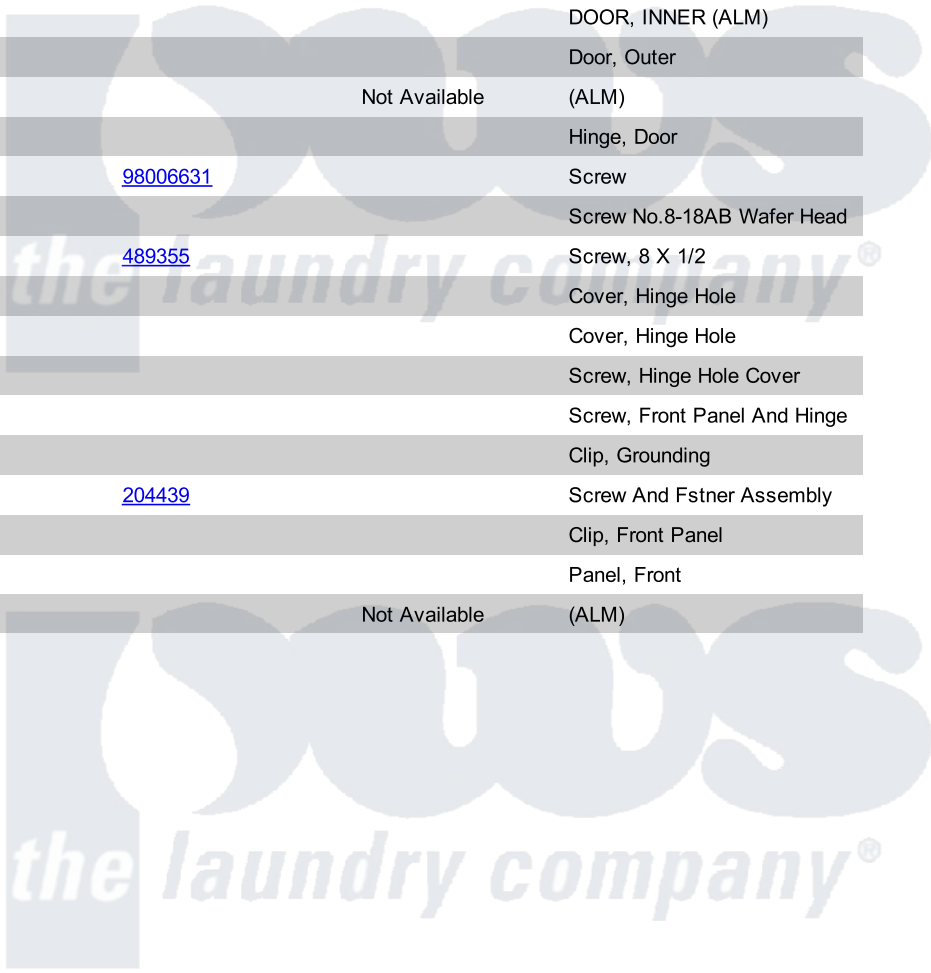 DOOR, INNER (ALM)
Door, Outer
Not Available (ALM)
Hinge, Door
98006631 Screw
Screw No.8-18AB Wafer Head
489355 Screw, 8 X 1/2
Cover, Hinge Hole
Cover, Hinge Hole
Screw, Hinge Hole Cover
Screw, Front Panel And Hinge
Clip, Grounding
204439 Screw And Fstner Assembly
Clip, Front Panel
Panel, Front
Not Available (ALM)
pws
the laundry company®
pws
the laundry company®